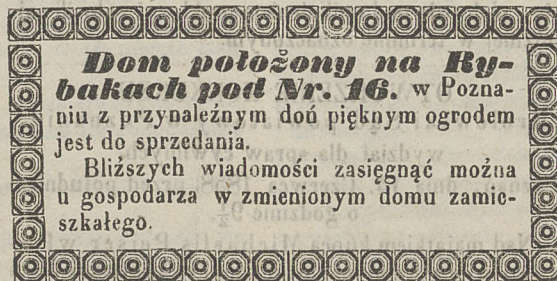 Dom położony na Ry-
bakach pod Nr. 16. w Pozna-
niu z przynależnym doń pięknym ogrodem
jest do sprzedania.
Bliższych wiadomości zasięgnąć można
u gospodarza w zmienionym domu zamie-
szkałego.